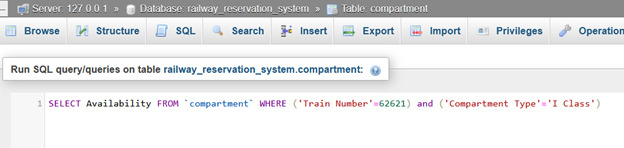 Server: 127.0.0.1 » Database: railway_reservation_system » Table: compartment
Browse Structure SQL Search Insert Export Import Privileges Operation
Run SQL query/queries on table railway_reservation_system.compartment:
1 SELECT Availability FROM `compartment` WHERE ('Train Number'=62621) and ('Compartment Type'='I Class')